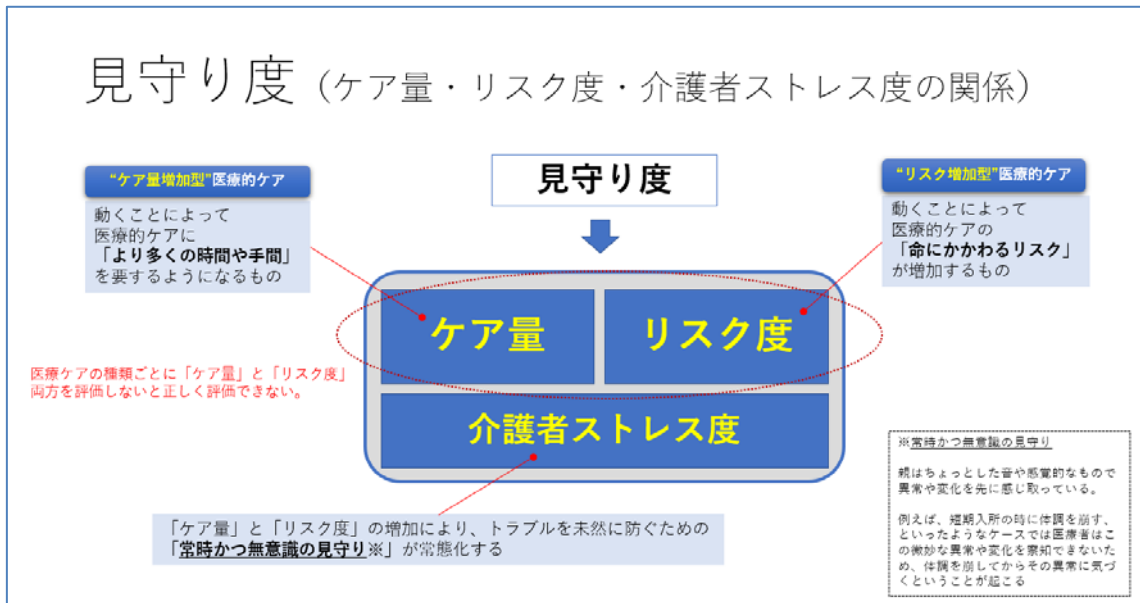 見守り度（ケア量・リスク度・介護者ストレス度の関係）
“ケア量増加型”医療的ケア
動くことによって
医療的ケアに
「より多くの時間や手間」
を要するようになるもの
見守り度
“リスク増加型”医療的ケア
動くことによって
医療的ケアの
「命にかかわるリスク」
が増加するもの
ケア量
リスク度
医療ケアの種類ごとに「ケア量」と「リスク度」
両方を評価しないと正しく評価できない。
介護者ストレス度
「ケア量」と「リスク度」の増加により、トラブルを未然に防ぐための
「常時かつ無意識の見守り※」が常態化する
※常時かつ無意識の見守り
親はちょっとした音や感覚的なもので
異常や変化を先に感じ取っている。
例えば、短期入所の時に体調を崩す、
といったようなケースでは医療者はこ
の微妙な異常や変化を察知できないた
め、体調を崩してからその異常に気づ
くということが起こる